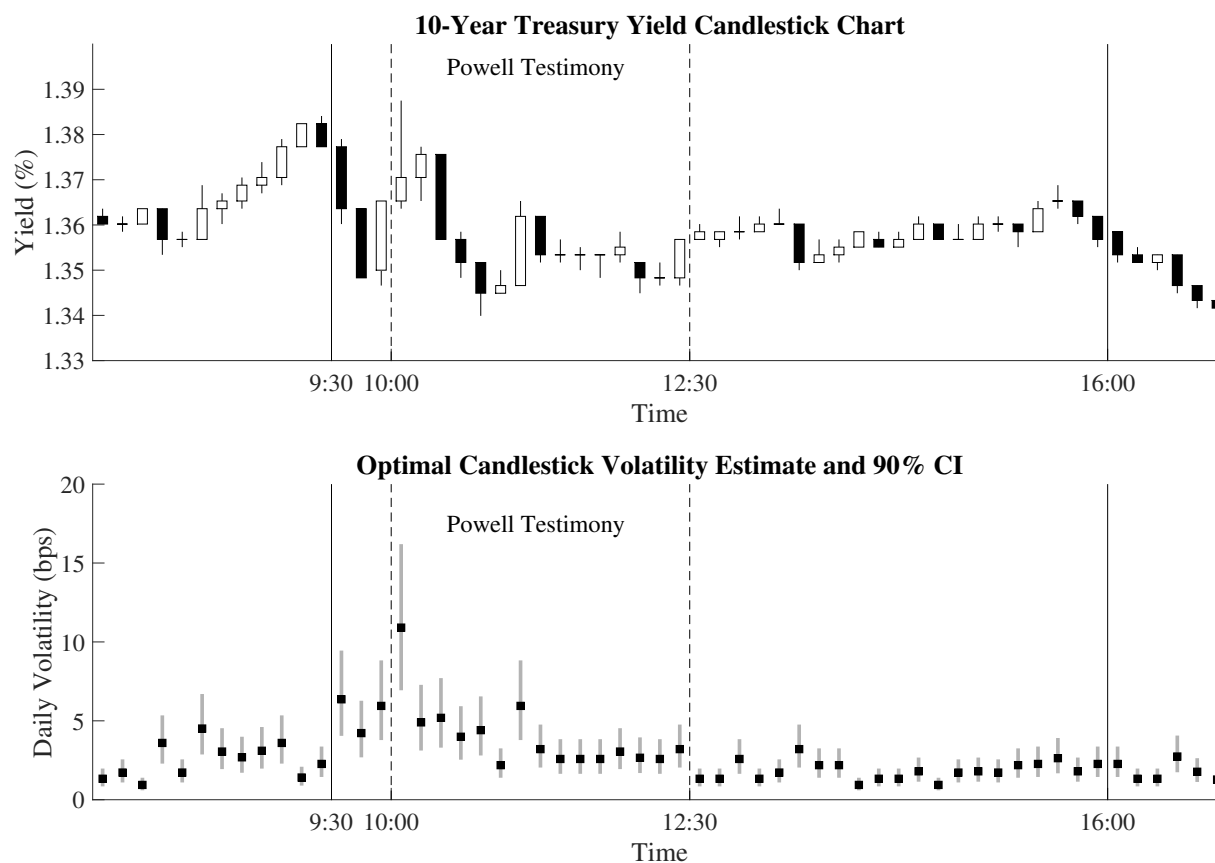 10-Year Treasury Yield Candlestick Chart
Powell Testimony
1.39
1.38
1.37
1.36
1.35
1.34
1.33
Yield (%)
9:30 10:00 12:30 16:00
Time
Optimal Candlestick Volatility Estimate and 90% CI
Powell Testimony
20
15
10
5
0
Daily Volatility (bps)
9:30 10:00 12:30 16:00
Time